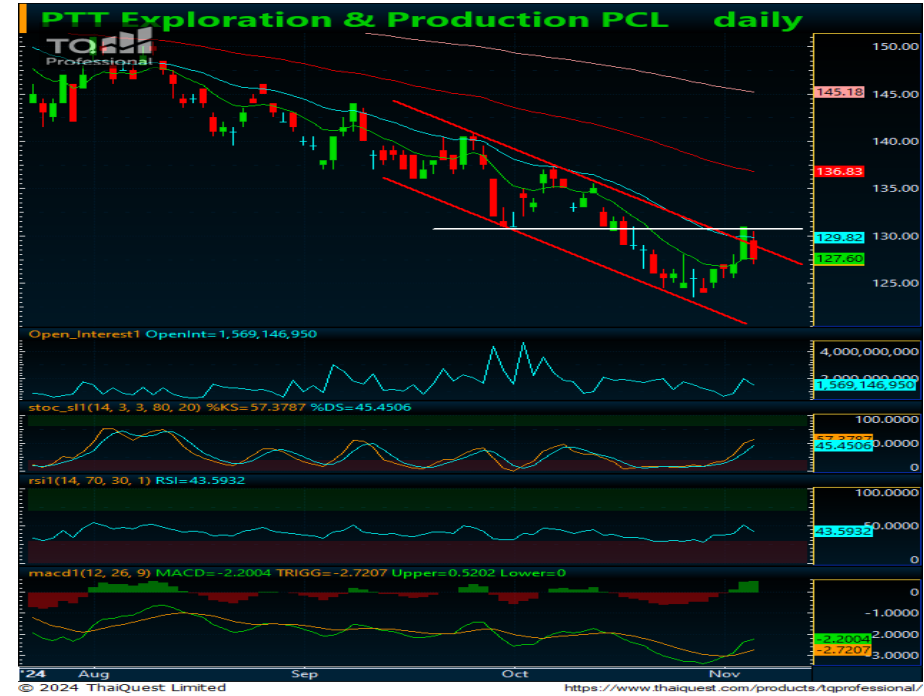 PTT Exploration & Production PCL daily
TQ
Professional
150.00
145.18
145.00
140.00
136.83
135.00
130.00
129.82
127.60
125.00
Open_Interest1 OpenInt=1,569,146,950
4,000,000,000
1,569,146,950
stoc_sl1(14, 3, 3, 80, 20) %KS=57.3787 %DS=45.4506
100.0000
57.3787
45.4506
0
rsi1(14, 70, 30, 1) RSI=43.5932
100.0000
43.5932
0
macd1(12, 26, 9) MACD=-2.2004 TRIGG=-2.7207 Upper=0.5202 Lower=0
0
-1.0000
-2.2004
-2.7207
-3.0000
'24 Aug Sep Oct Nov
© 2024 ThaiQuest Limited https://www.thaiquest.com/products/tqprofessional/